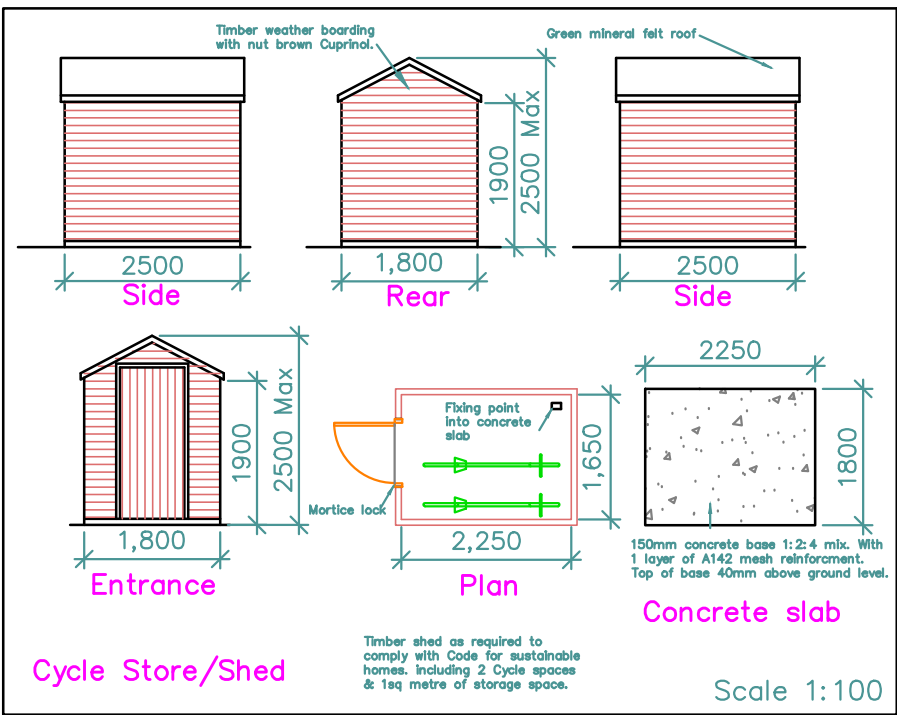 Timber weather boarding
with nut brown Cuprinol.
Green mineral felt roof
1900
2500 Max
2500
Side
1,800
Rear
2500
Side
1900
2500 Max
1,800
Entrance
Fixing point
into concrete
slab
Mortice lock
1,650
2,250
Plan
2250
1800
150mm concrete base 1:2:4 mix. With
1 layer of A142 mesh reinforcment.
Top of base 40mm above ground level.
Concrete slab
Cycle Store/Shed
Timber shed as required to
comply with Code for sustainable
homes. including 2 Cycle spaces
& 1sq metre of storage space.
Scale 1:100